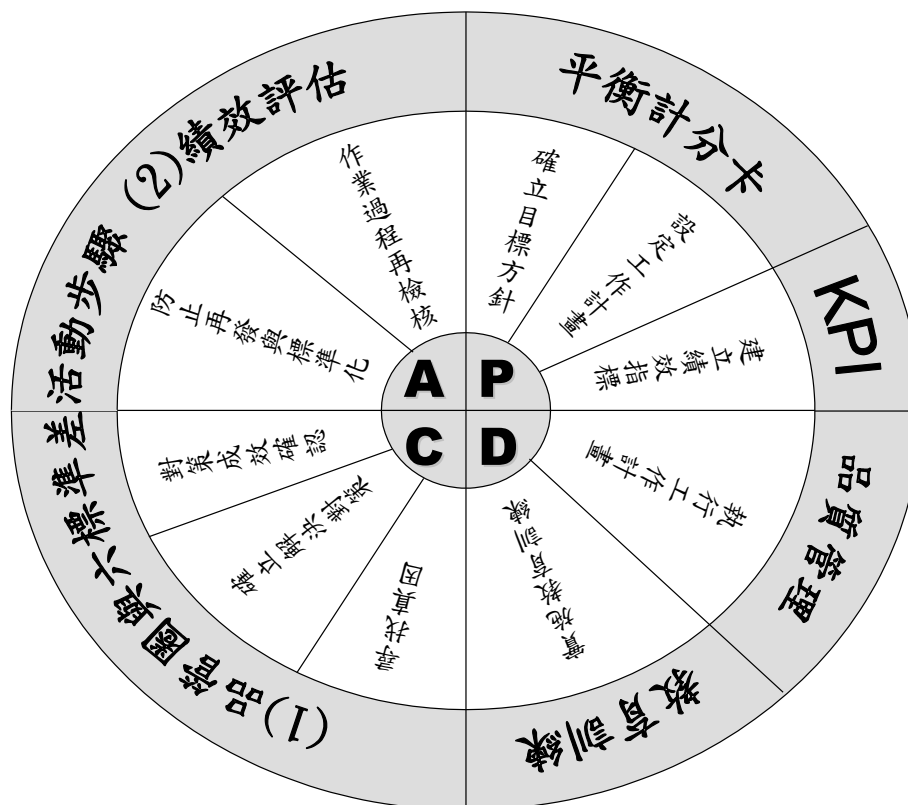 平衡計分卡
KPI
品質管理
教育訓練
(1)品管圈與六標準差活動步驟
(2)績效評估
確立目標方針
設定工作計畫
建立績效指標
執行工作計畫
實施教育訓練
尋找真因
確立解決對策
對策成效確認
防止再發與標準化
作業過程再檢核
A
P
C
D